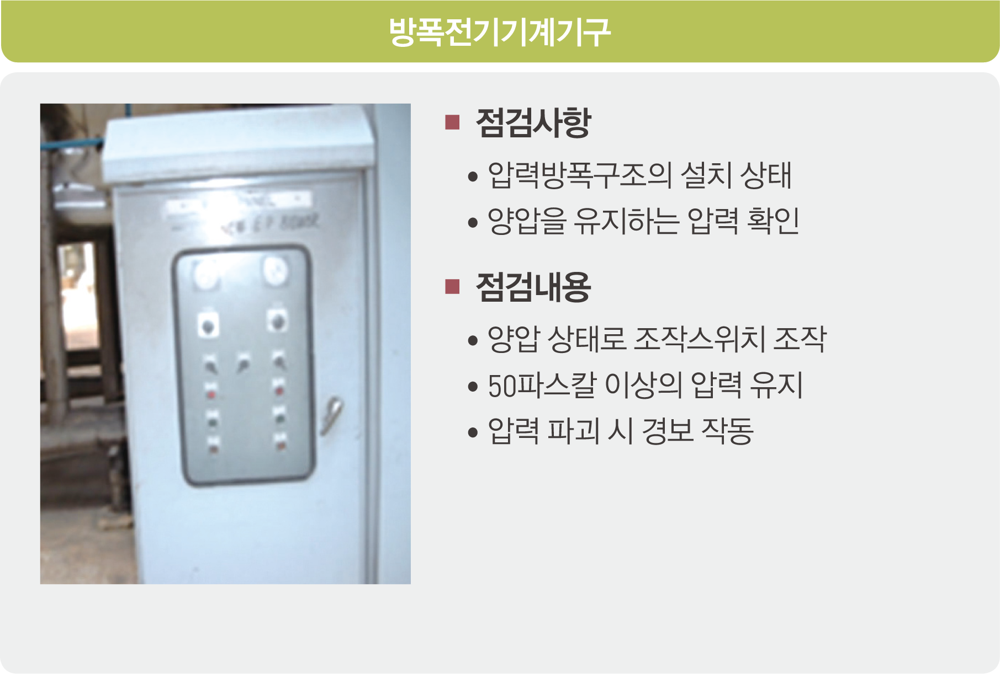 방폭전기기계기구
■ 점검사항
• 압력방폭구조의 설치 상태
• 양압을 유지하는 압력 확인
■ 점검내용
• 양압 상태로 조작스위치 조작
• 50파스칼 이상의 압력 유지
• 압력 파괴 시 경보 작동